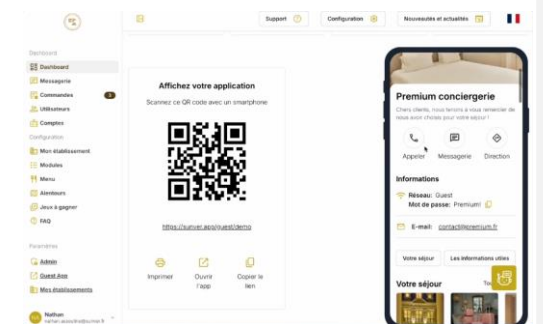 Support
Configuration
Nouveautés et actualités
Dashboard
Dashboard
Messagerie
Commandes
Utilisateurs
Comptes
Configuration
Mon établissement
Modules
Menu
Alentours
Jeux à gagner
FAQ
Paramètres
Admin
Guest App
Mes établissements
Nathan
Affichez votre application
Scannez ce QR code avec un smartphone
https://sunver.app/guest/demo
Imprimer
Ouvrir l'app
Copier le lien
Premium conciergerie
Chers clients, nous tenons à vous remercier de
nous avoir choisis pour votre séjour !
Appeler
Messagerie
Direction
Informations
Réseau: Guest
Mot de passe: Premium!
E-mail: contact@premium.fr
Votre séjour
Les informations utiles
Votre séjour